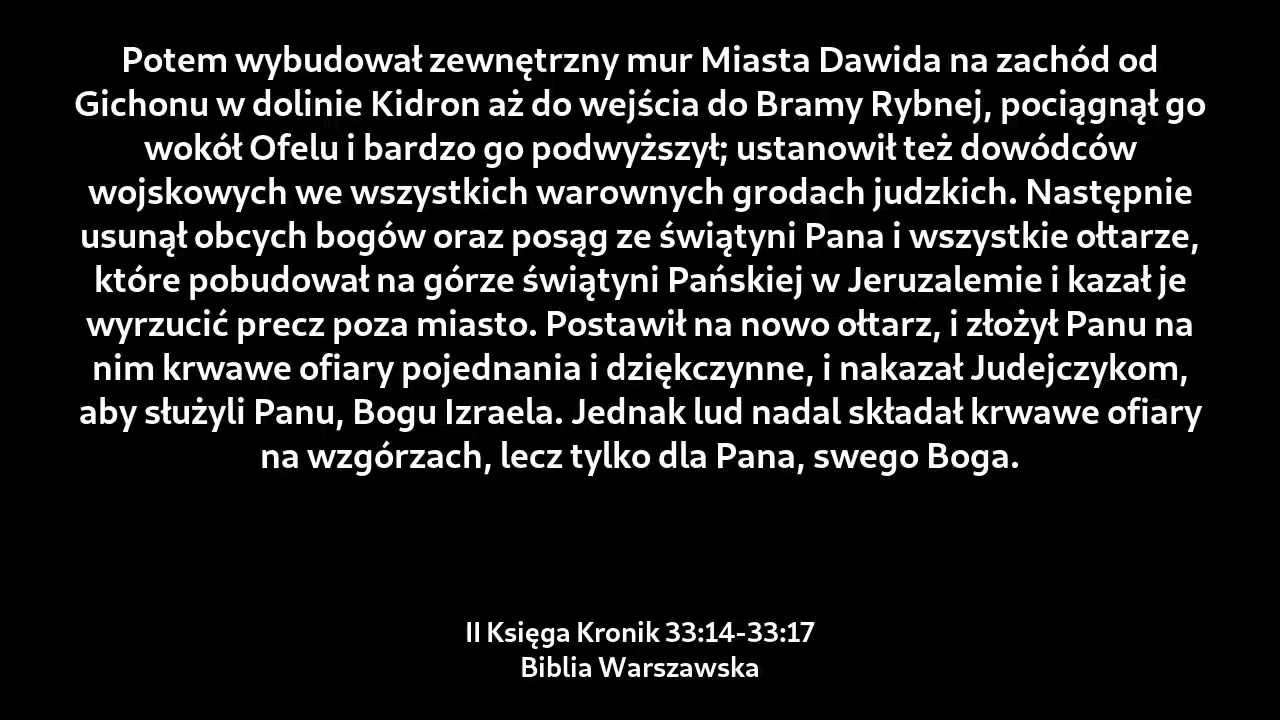 Potem wybudował zewnętrzny mur Miasta Dawida na zachód od
Gichonu w dolinie Kidron aż do wejścia do Bramy Rybnej, pociągnął go
wokół Ofelu i bardzo go podwyższył; ustanowił też dowódców
wojskowych we wszystkich warownych grodach judzkich. Następnie
usunął obcych bogów oraz posąg ze świątyni Pana i wszystkie ołtarze,
które pobudował na górze świątyni Pańskiej w Jeruzalemie i kazał je
wyrzucić precz poza miasto. Postawił na nowo ołtarz, i złożył Panu na
nim krwawe ofiary pojednania i dziękczynne, i nakazał Judejczykom,
aby służyli Panu, Bogu Izraela. Jednak lud nadal składał krwawe ofiary
na wzgórzach, lecz tylko dla Pana, swego Boga.
II Księga Kronik 33:14-33:17
Biblia Warszawska